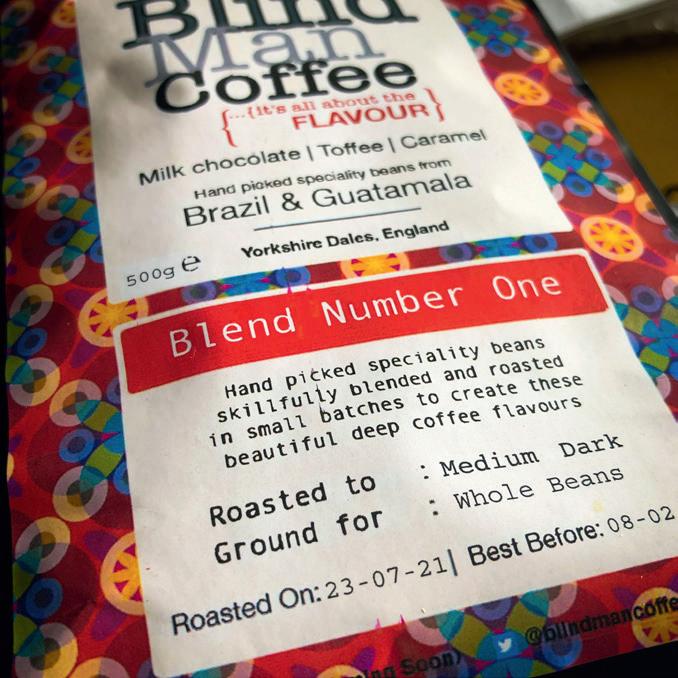 Blind
Man
Coffee
{...{it's all about the
FLAVOUR}
Milk chocolate | Toffee | Caramel
Hand picked speciality beans from
Brazil & Guatamala
Yorkshire Dales, England
500g ℮
Blend Number One
Hand picked speciality beans
skillfully blended and roasted
in small batches to create these
beautiful deep coffee flavours
Roasted to : Medium Dark
Ground for : Whole Beans
Roasted On: 23-07-21| Best Before: 08-02
Soon) @blindmancoffe